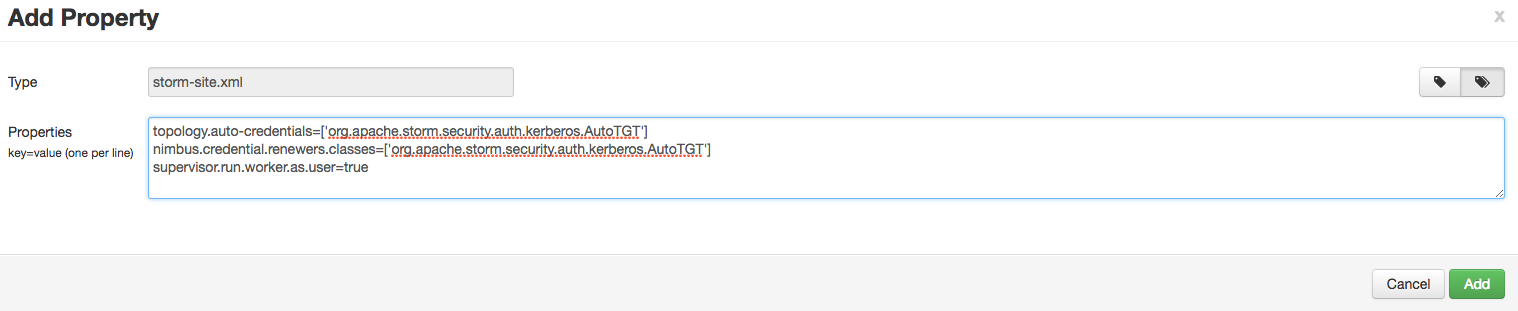 Add Property
x
Type
storm-site.xml
Properties
key=value (one per line)
topology.auto-credentials=['org.apache.storm.security.auth.kerberos.AutoTGT']
nimbus.credential.renewers.classes=['org.apache.storm.security.auth.kerberos.AutoTGT']
supervisor.run.worker.as.user=true
Cancel
Add